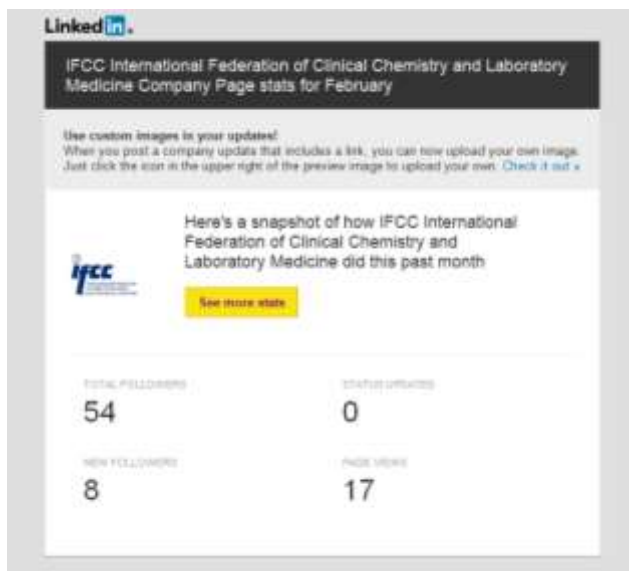 Linked in.
IFCC International Federation of Clinical Chemistry and Laboratory
Medicine Company Page stats for February
Use custom images in your updates!
When you post a company update that includes a link, you can now upload your own image.
Just click the icon in the upper right of the preview image to upload your own. Check it out »
Here's a snapshot of how IFCC International
Federation of Clinical Chemistry and
Laboratory Medicine did this past month
ifcc
See more stats
TOTAL FOLLOWERS
STATUS UPDATES
54
0
NEW FOLLOWERS
PAGE VIEWS
8
17